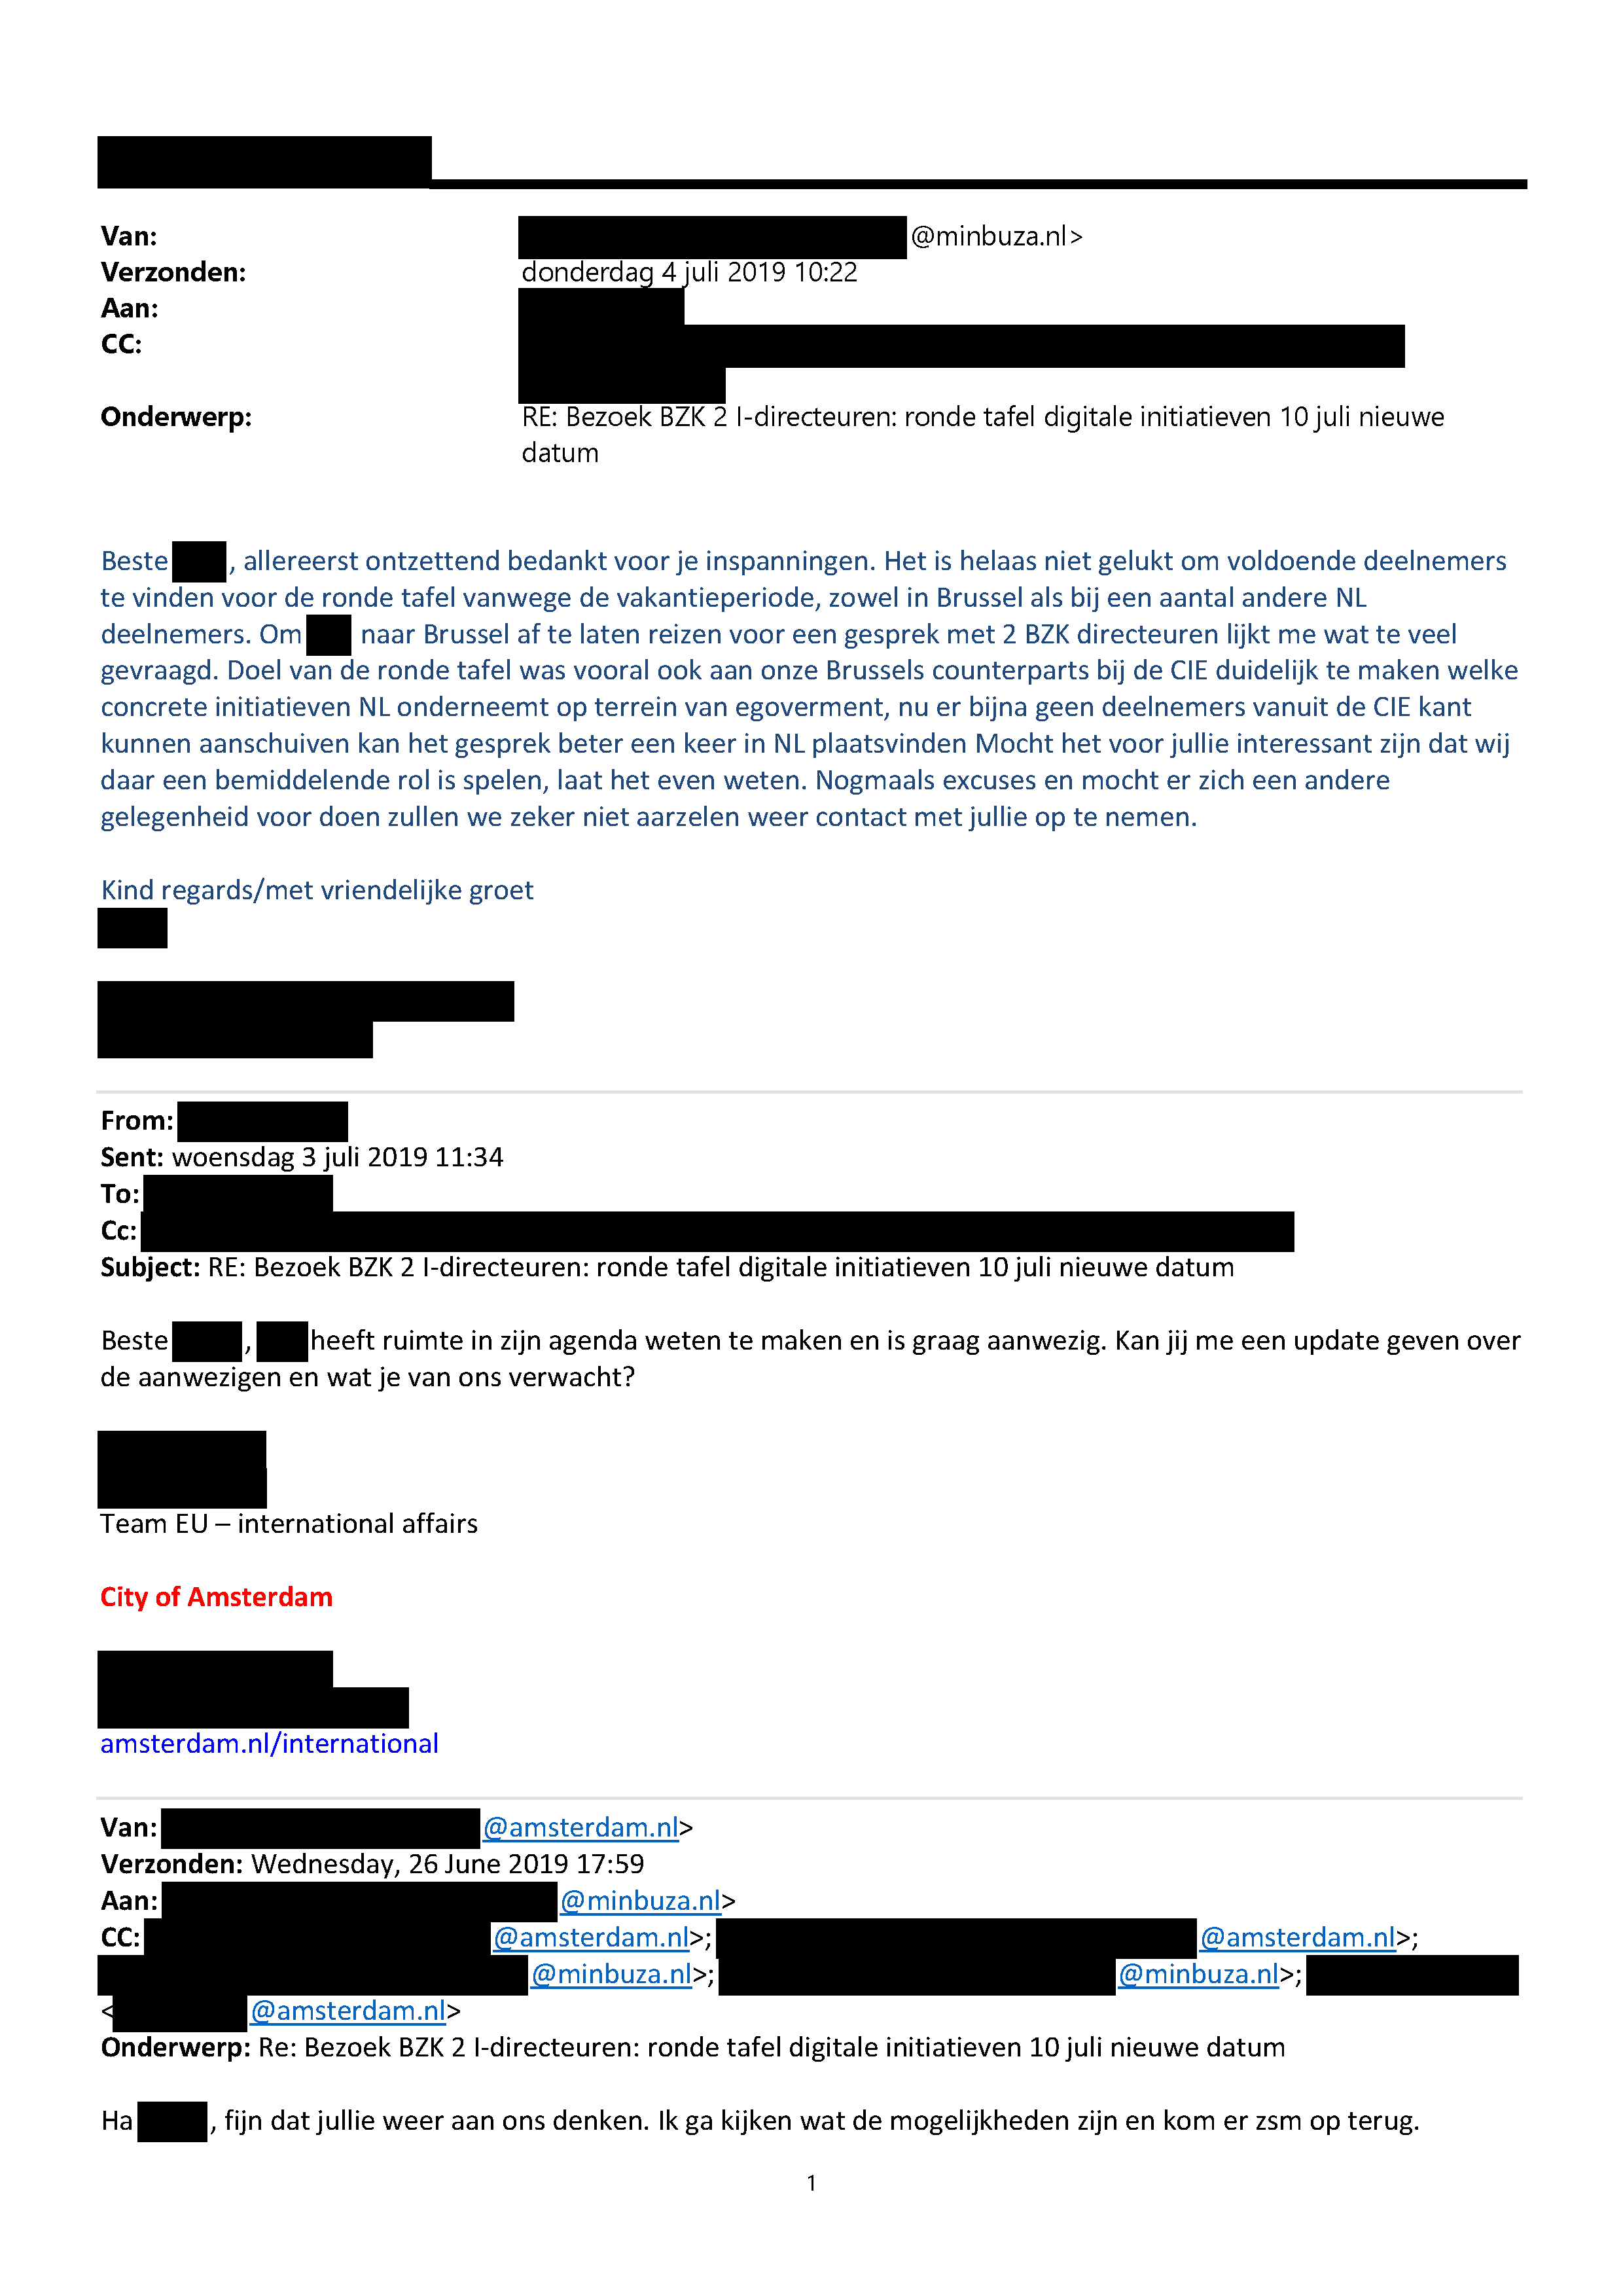 Van: @minbuza.nl>
Verzonden: donderdag 4 juli 2019 10:22
Aan:
CC:
Onderwerp: RE: Bezoek BZK 2 I-directeuren: ronde tafel digitale initiatieven 10 juli nieuwe
datum
Beste , allereerst ontzettend bedankt voor je inspanningen. Het is helaas niet gelukt om voldoende deelnemers
te vinden voor de ronde tafel vanwege de vakantieperiode, zowel in Brussel als bij een aantal andere NL
deelnemers. Om naar Brussel af te laten reizen voor een gesprek met 2 BZK directeuren lijkt me wat te veel
gevraagd. Doel van de ronde tafel was vooral ook aan onze Brussels counterparts bij de CIE duidelijk te maken welke
concrete initiatieven NL onderneemt op terrein van egoverment, nu er bijna geen deelnemers vanuit de CIE kant
kunnen aanschuiven kan het gesprek beter een keer in NL plaatsvinden Mocht het voor jullie interessant zijn dat wij
daar een bemiddelende rol is spelen, laat het even weten. Nogmaals excuses en mocht er zich een andere
gelegenheid voor doen zullen we zeker niet aarzelen weer contact met jullie op te nemen.
Kind regards/met vriendelijke groet
From:
Sent: woensdag 3 juli 2019 11:34
To:
Cc:
Subject: RE: Bezoek BZK 2 I-directeuren: ronde tafel digitale initiatieven 10 juli nieuwe datum
Beste , heeft ruimte in zijn agenda weten te maken en is graag aanwezig. Kan jij me een update geven over
de aanwezigen en wat je van ons verwacht?
Team EU – international affairs
City of Amsterdam
amsterdam.nl/international
Van: @amsterdam.nl>
Verzonden: Wednesday, 26 June 2019 17:59
Aan: @minbuza.nl>
CC: @amsterdam.nl>; @amsterdam.nl>;
@minbuza.nl>; @minbuza.nl>;
< @amsterdam.nl>
Onderwerp: Re: Bezoek BZK 2 I-directeuren: ronde tafel digitale initiatieven 10 juli nieuwe datum
Ha , fijn dat jullie weer aan ons denken. Ik ga kijken wat de mogelijkheden zijn en kom er zsm op terug.
1